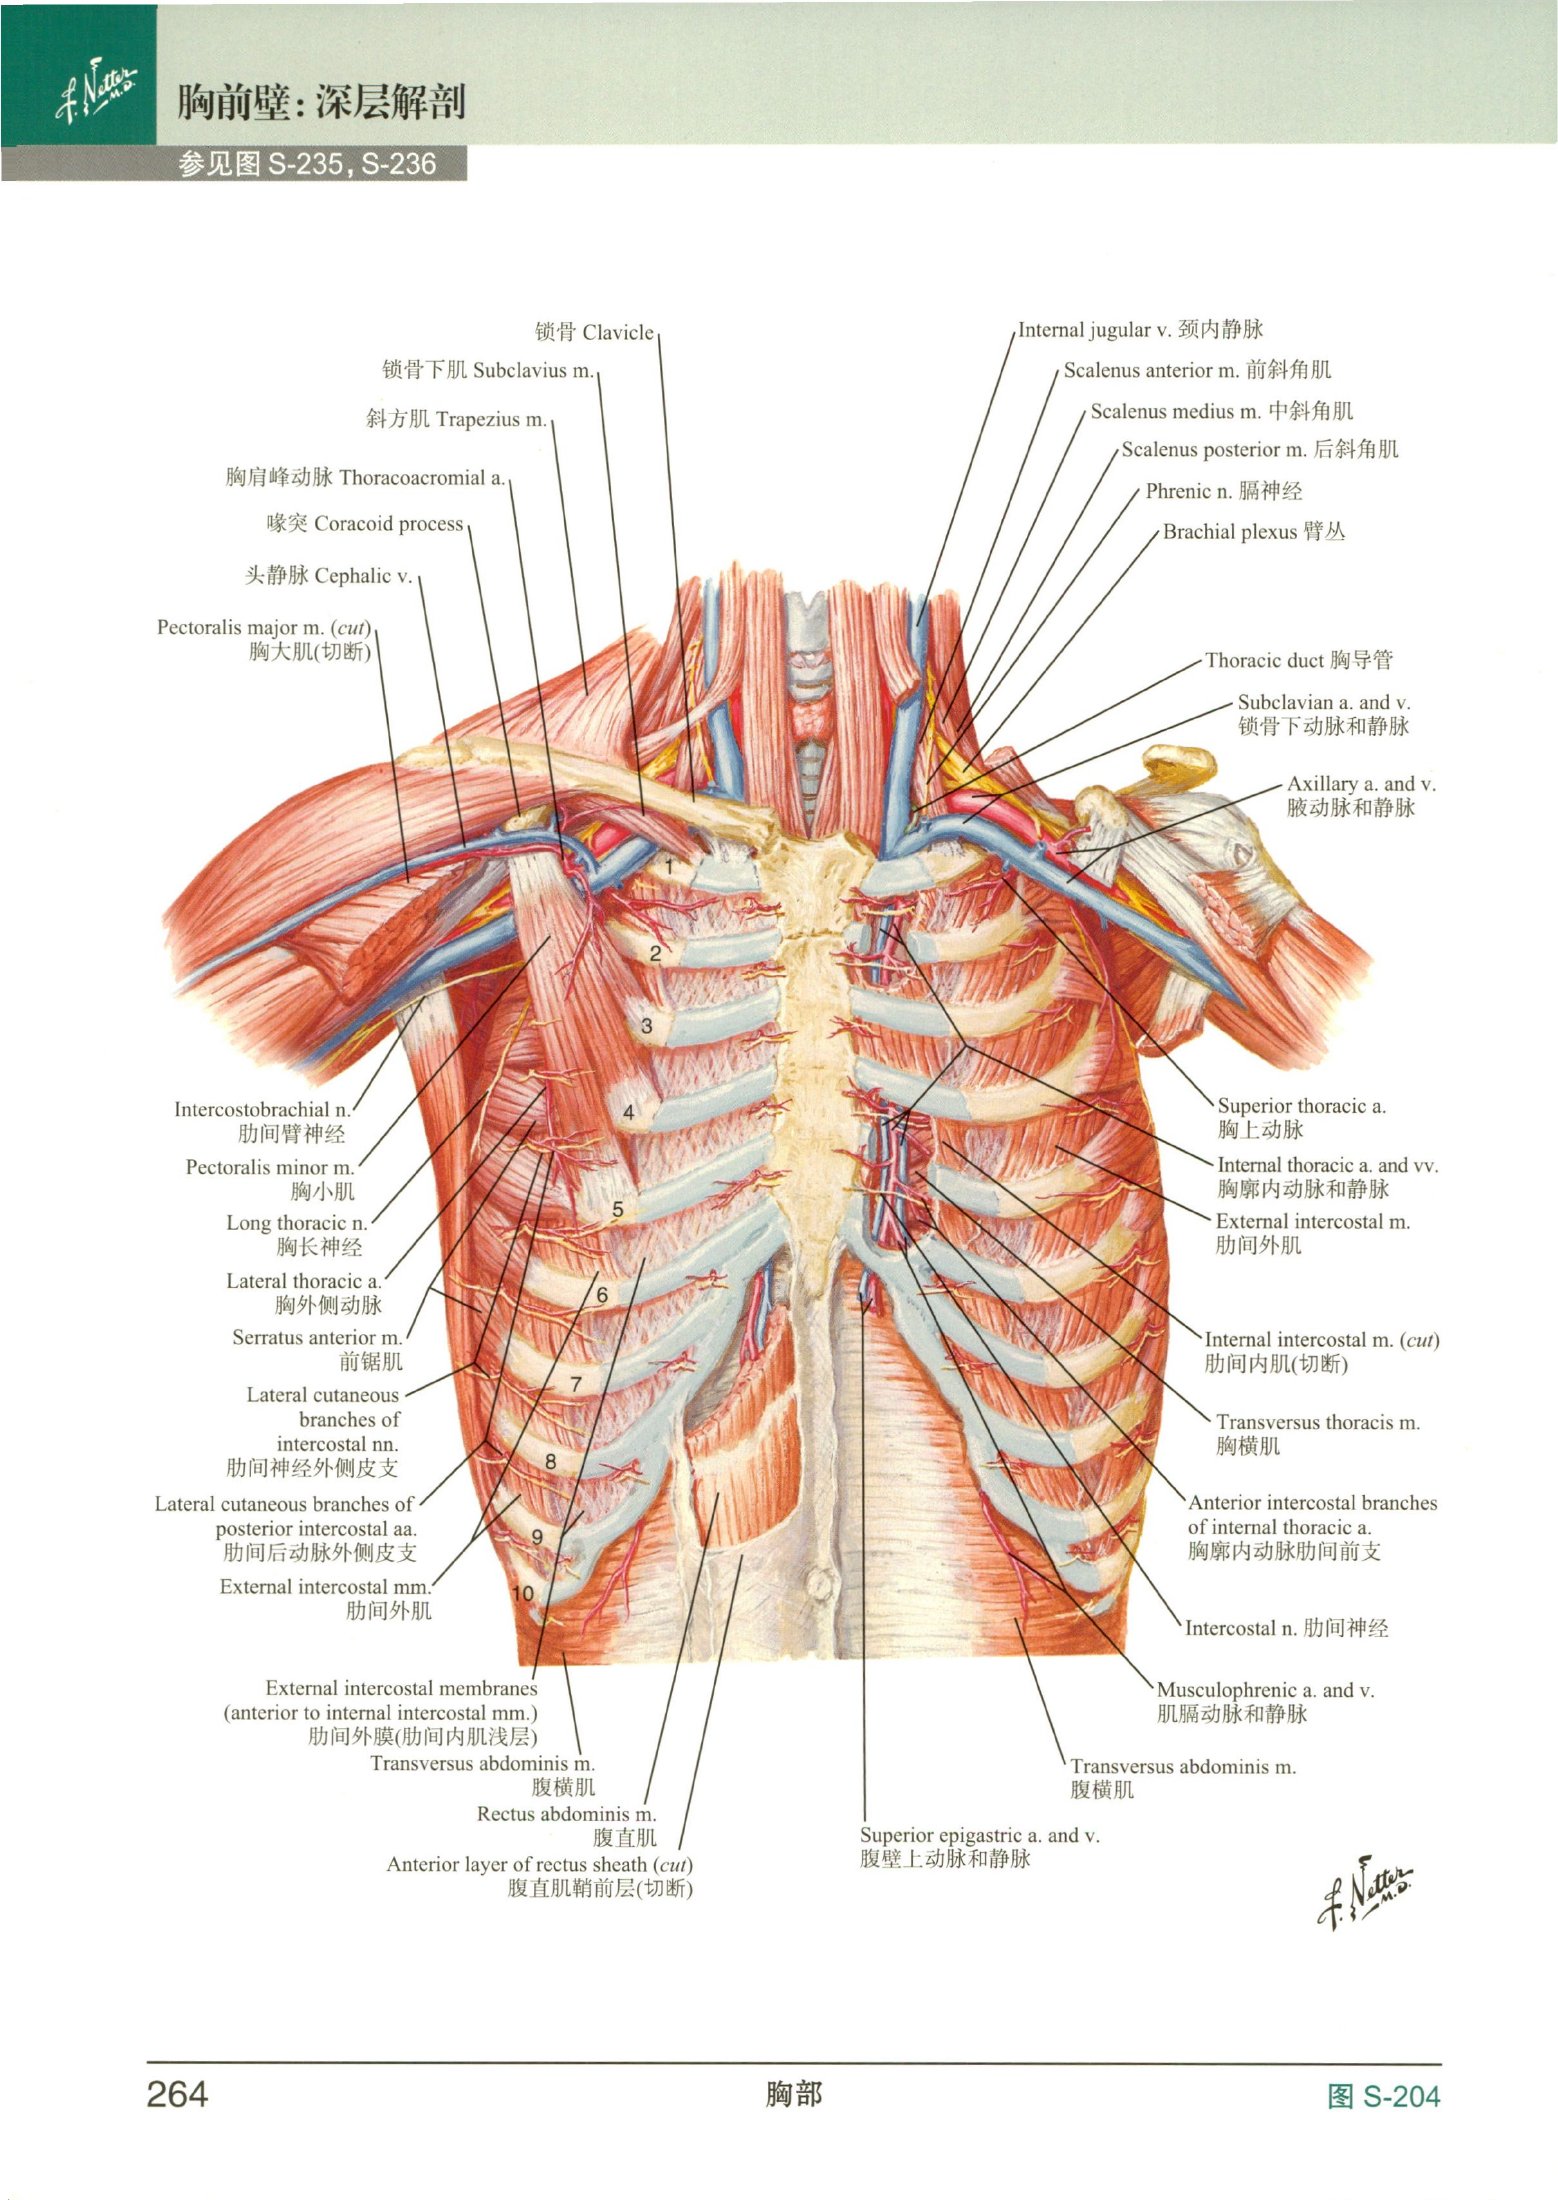 F. Netter M.D.
胸前壁：深层解剖
参见图 S-235, S-236
锁骨 Clavicle
锁骨下肌 Subclavius m.
斜方肌 Trapezius m.
胸肩峰动脉 Thoracoacromial a.
喙突 Coracoid process
头静脉 Cephalic v.
Pectoralis major m. (cut)
胸大肌(切断)
Internal jugular v. 颈内静脉
Scalenus anterior m. 前斜角肌
Scalenus medius m. 中斜角肌
Scalenus posterior m. 后斜角肌
Phrenic n. 膈神经
Brachial plexus 臂丛
Thoracic duct 胸导管
Subclavian a. and v.
锁骨下动脉和静脉
Axillary a. and v.
腋动脉和静脉
1
2
3
4
5
6
7
8
9
10
Intercostobrachial n.
肋间臂神经
Pectoralis minor m.
胸小肌
Long thoracic n.
胸长神经
Lateral thoracic a.
胸外侧动脉
Serratus anterior m.
前锯肌
Lateral cutaneous
branches of
intercostal nn.
肋间神经外侧皮支
Lateral cutaneous branches of
posterior intercostal aa.
肋间后动脉外侧皮支
External intercostal mm.
肋间外肌
External intercostal membranes
(anterior to internal intercostal mm.)
肋间外膜(肋间内肌浅层)
Transversus abdominis m.
腹横肌
Rectus abdominis m.
腹直肌
Anterior layer of rectus sheath (cut)
腹直肌鞘前层(切断)
Superior thoracic a.
胸上动脉
Internal thoracic a. and vv.
胸廓内动脉和静脉
External intercostal m.
肋间外肌
Internal intercostal m. (cut)
肋间内肌(切断)
Transversus thoracis m.
胸横肌
Anterior intercostal branches
of internal thoracic a.
胸廓内动脉肋间前支
Intercostal n. 肋间神经
Musculophrenic a. and v.
肌膈动脉和静脉
Transversus abdominis m.
腹横肌
Superior epigastric a. and v.
腹壁上动脉和静脉
F. Netter M.D.
264
胸部
图 S-204